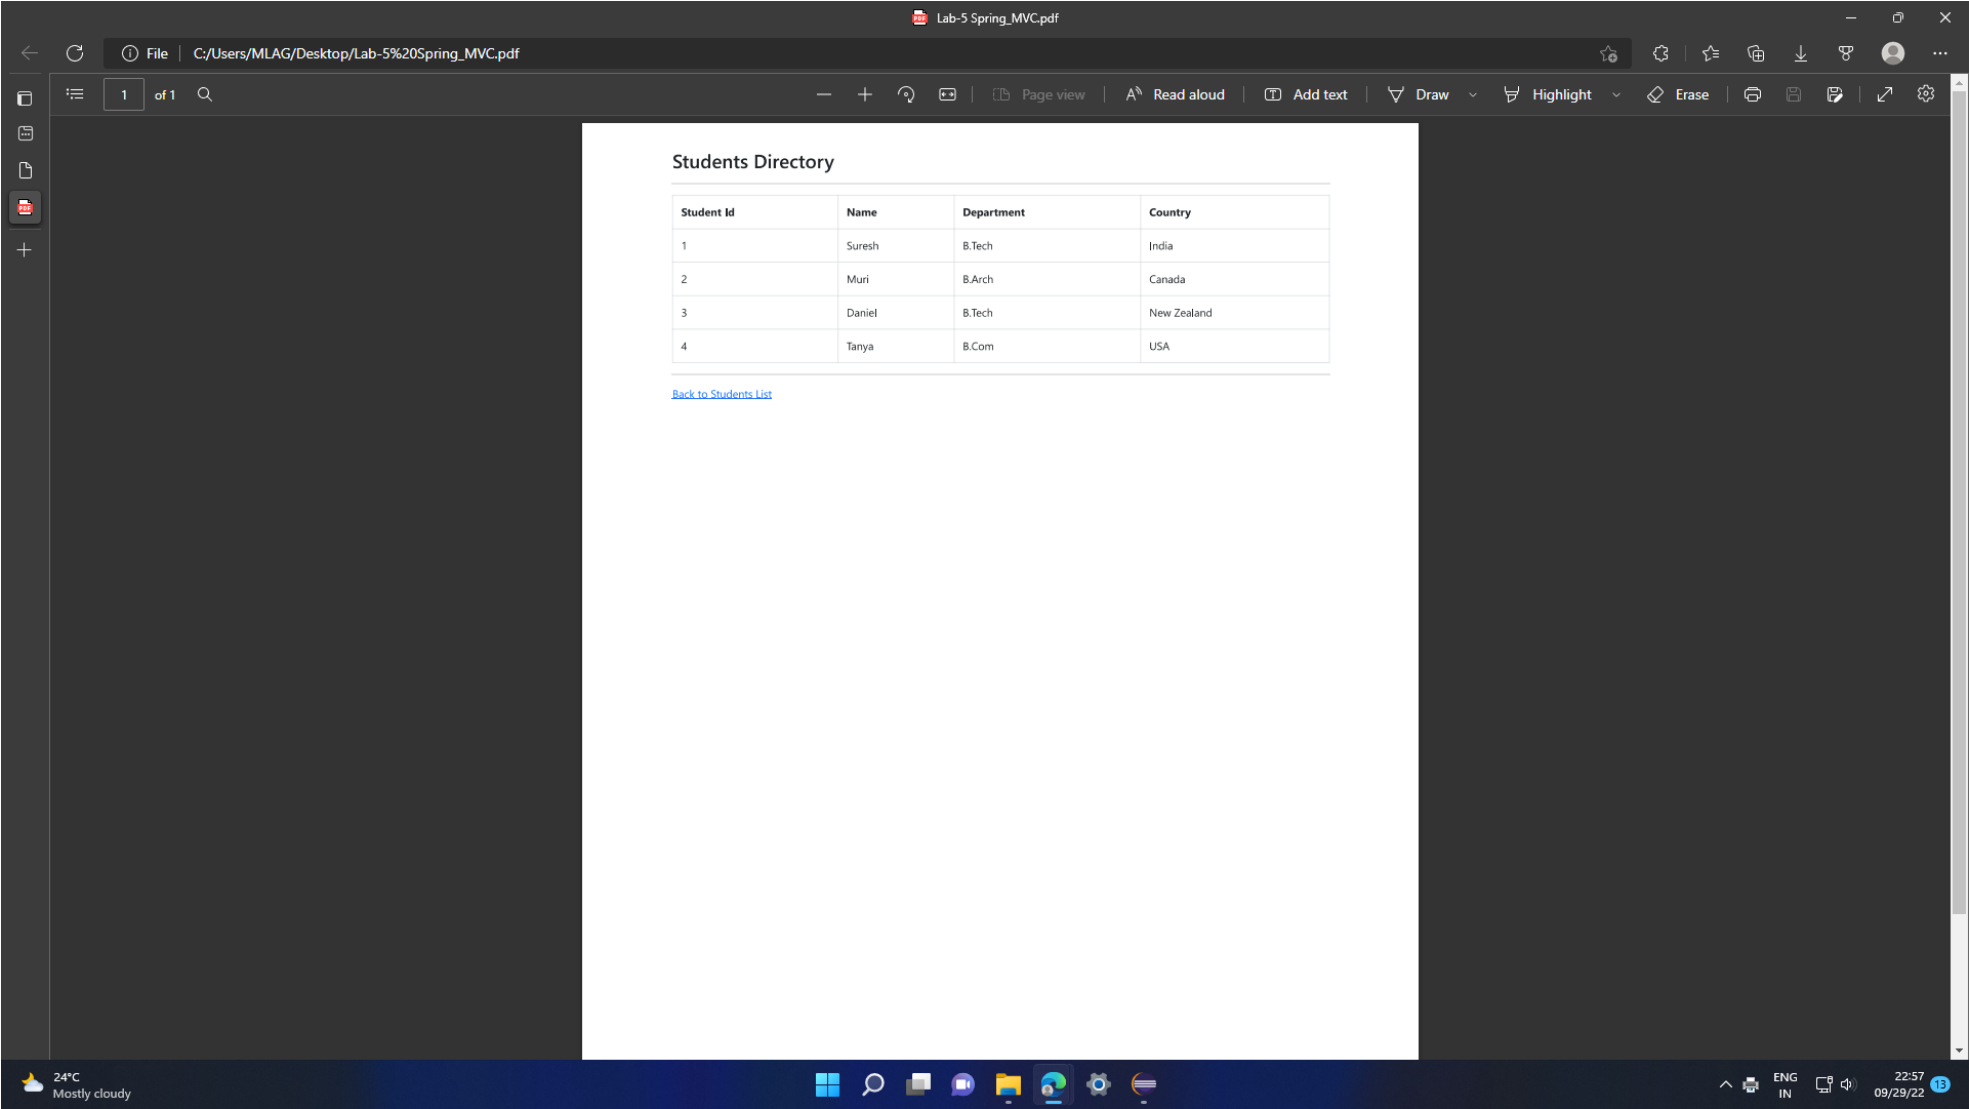 Lab-5 Spring_MVC.pdf
File C:/Users/MLAG/Desktop/Lab-5%20Spring_MVC.pdf
1 of 1 Page view Read aloud Add text Draw Highlight Erase
Students Directory
Student Id Name Department Country
1 Suresh B.Tech India
2 Muri B.Arch Canada
3 Daniel B.Tech New Zealand
4 Tanya B.Com USA
Back to Students List
24°C
Mostly cloudy
ENG
IN
22:57
09/29/22
13